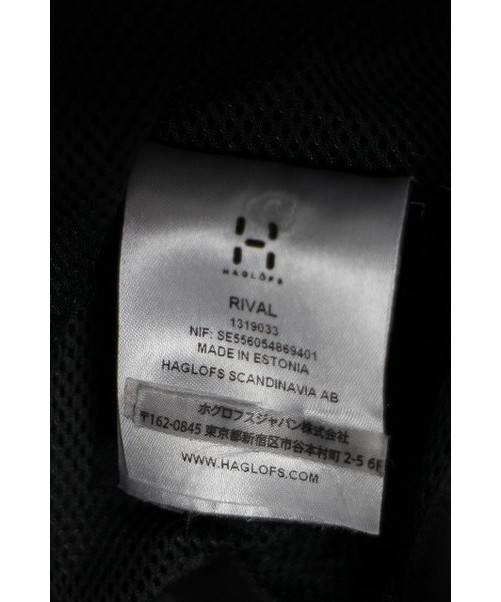 HAGLÖFS
RIVAL
1319033
NIF: SE556054869401
MADE IN ESTONIA
HAGLOFS SCANDINAVIA AB
ホグロフスジャパン株式会社
〒162-0845 東京都新宿区市谷本村町 2-5 6F
WWW.HAGLOFS.COM